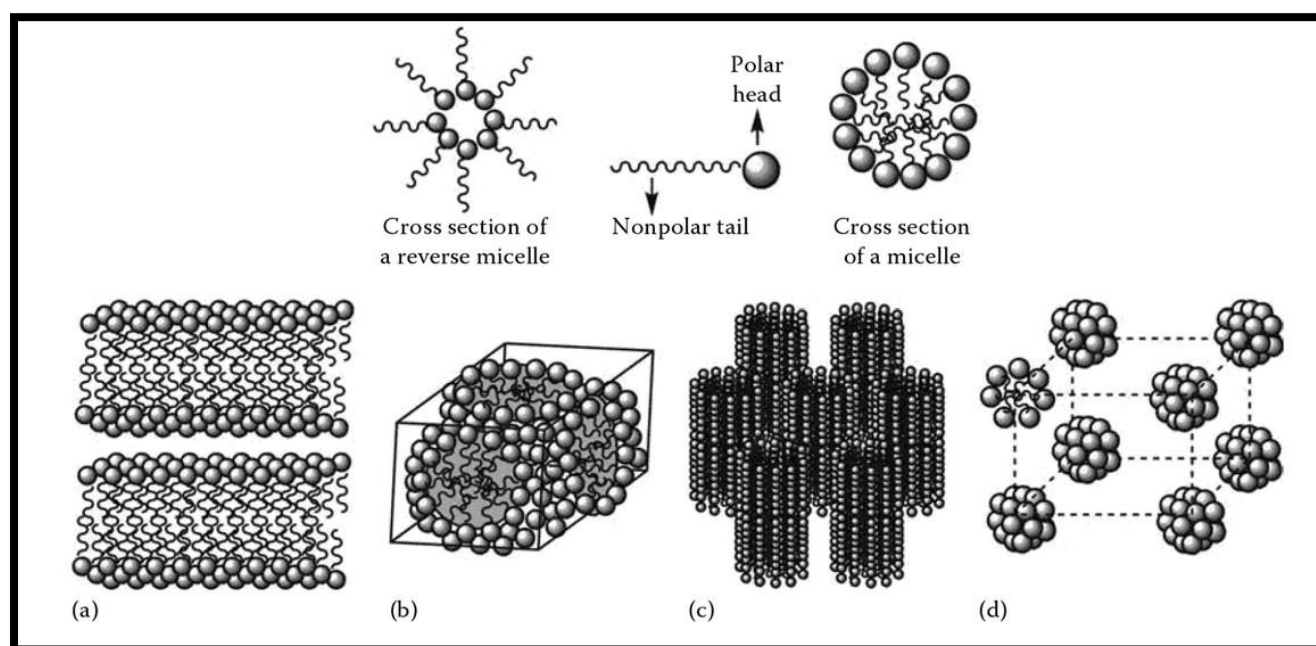 Polar
head
Cross section of
a reverse micelle
Nonpolar tail
Cross section
of a micelle
(a)
(b)
(c)
(d)